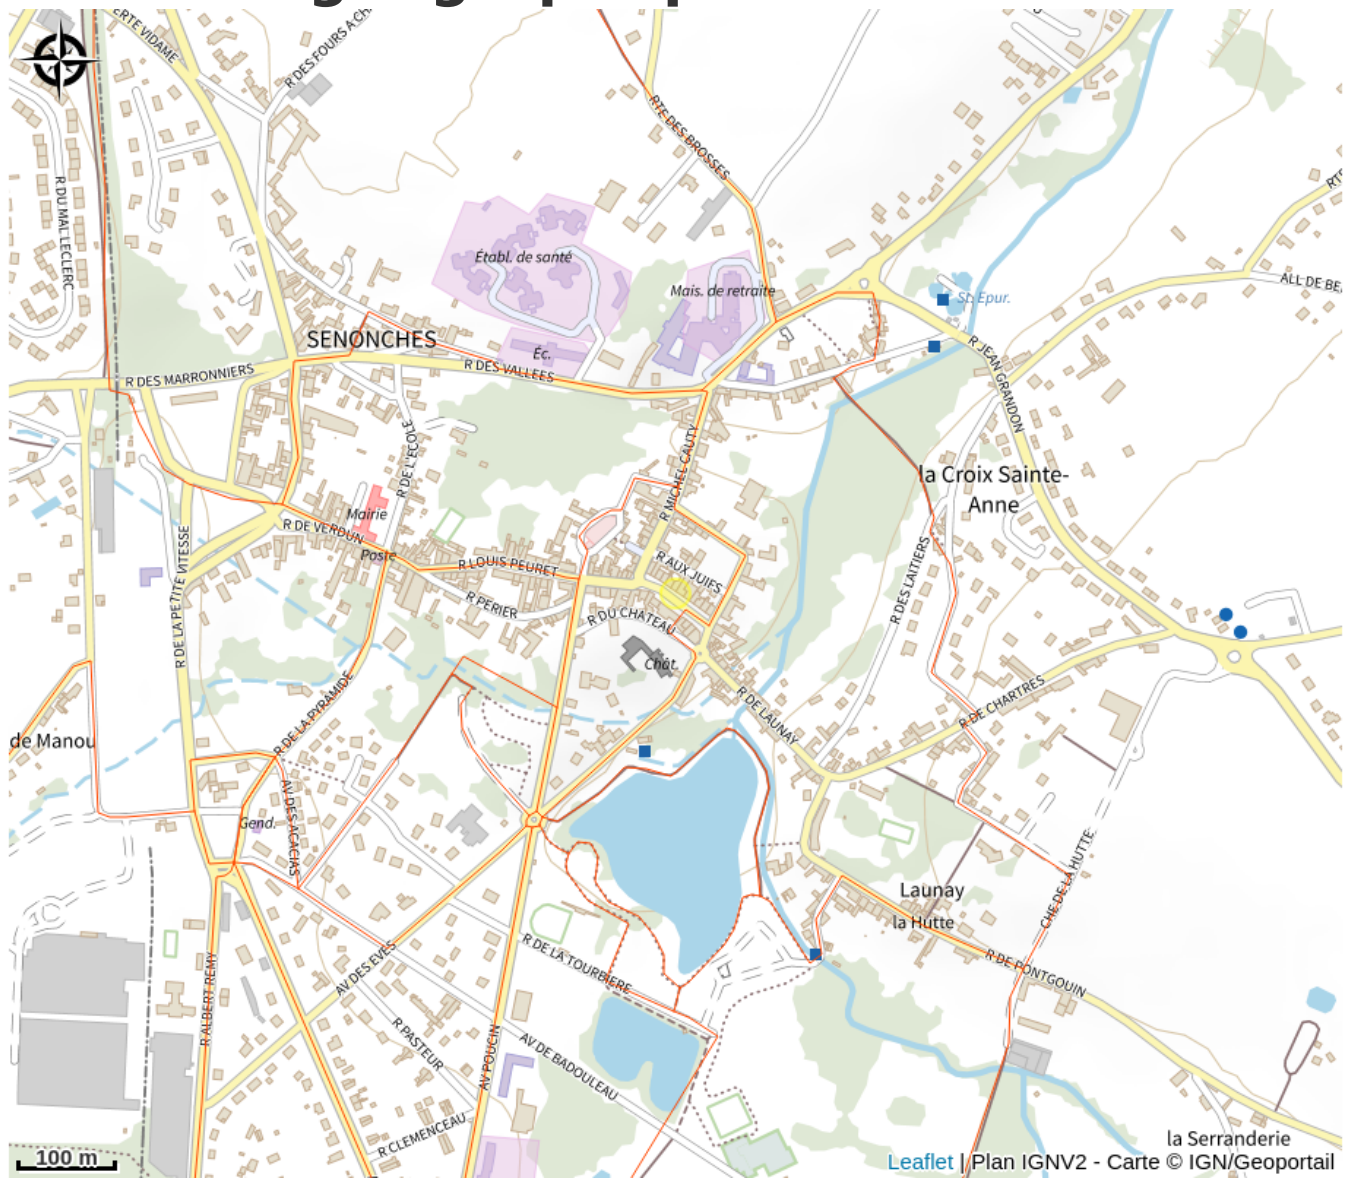 ERTE VIDAME
R DES FOURS A CH
RTE DES BROSSES
R DU MAL LECLERC
Établ. de santé
Mais. de retraite
St. Epur.
RTE
ALL DE BE
SENONCHES
Éc.
R DES VALLÉES
R DES MARRONNIERS
R JEAN GRANDON
R DE L'ECOLE
R MICHEL CAUTY
la Croix Sainte-
Anne
Mairie
R DE VERDUN
Poste
R LOUIS PEURET
R AUX JUIFS
R DE LA PETITE VITESSE
R PERIER
R DU CHATEAU
R DES LAITIERS
Chât.
R DE LA PYRAMIDE
R DE LAUNAY
R DE CHARTRES
de Manou
AV DES ACACIAS
Gend.
CHE DE LA HUTTE
Launay
la Hutte
R DE LA TOURBIERE
R DE PONTGOUIN
AV DES EVES
R ALBERT REMY
R PASTEUR
AV POUCIN
AV DE BADOULEAU
R CLEMENCEAU
la Serranderie
100 m
Leaflet | Plan IGNV2 - Carte © IGN/Geoportail